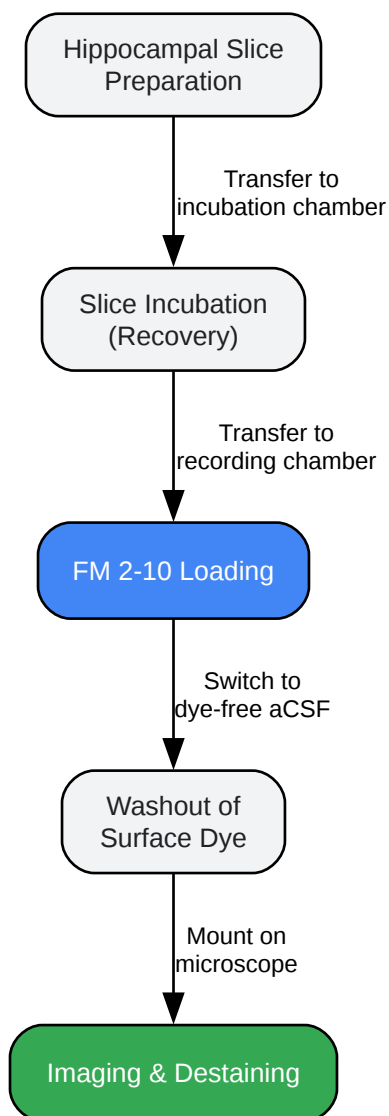 Hippocampal Slice
Preparation
Transfer to
incubation chamber
Slice Incubation
(Recovery)
Transfer to
recording chamber
FM 2-10 Loading
Switch to
dye-free aCSF
Washout of
Surface Dye
Mount on
microscope
Imaging & Destaining